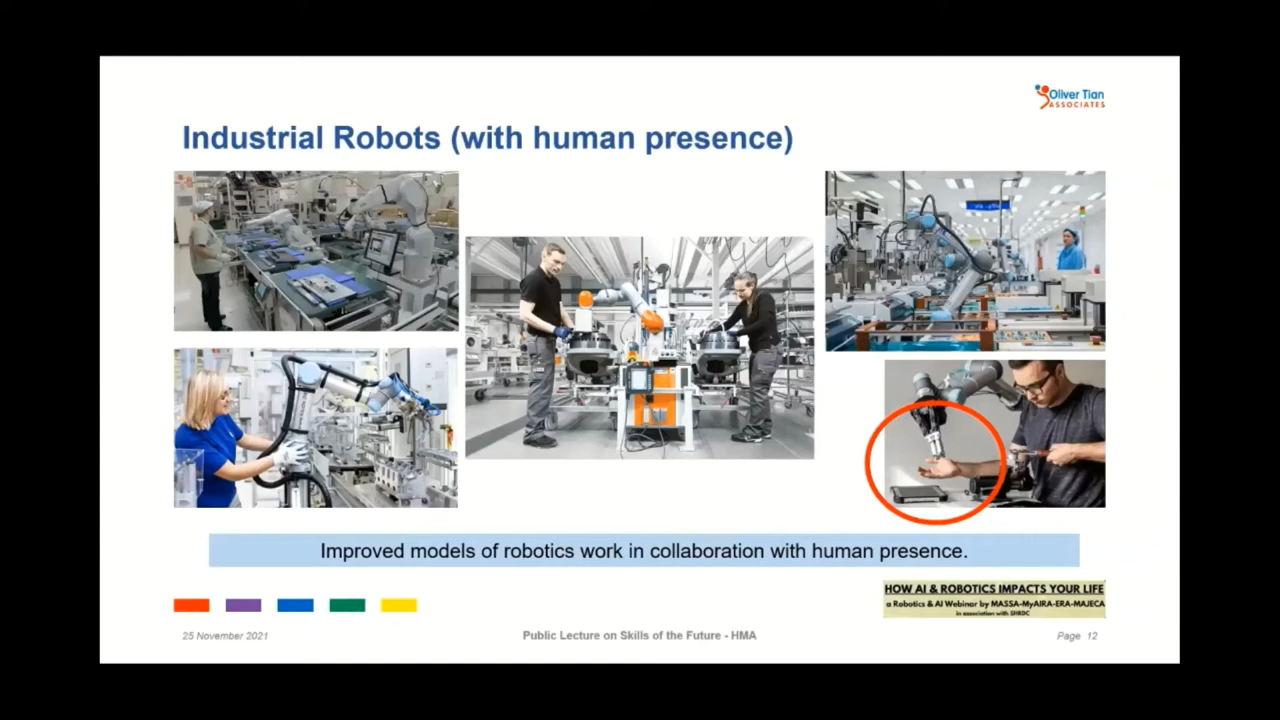 Oliver Tian
ASSOCIATES
Industrial Robots (with human presence)
Improved models of robotics work in collaboration with human presence.
HOW AI & ROBOTICS IMPACTS YOUR LIFE
a Robotics & AI Webinar by MASSA-MyAIRA-ERA-MAJECA
in association with SHRDC
25 November 2021
Public Lecture on Skills of the Future - HMA
Page 12